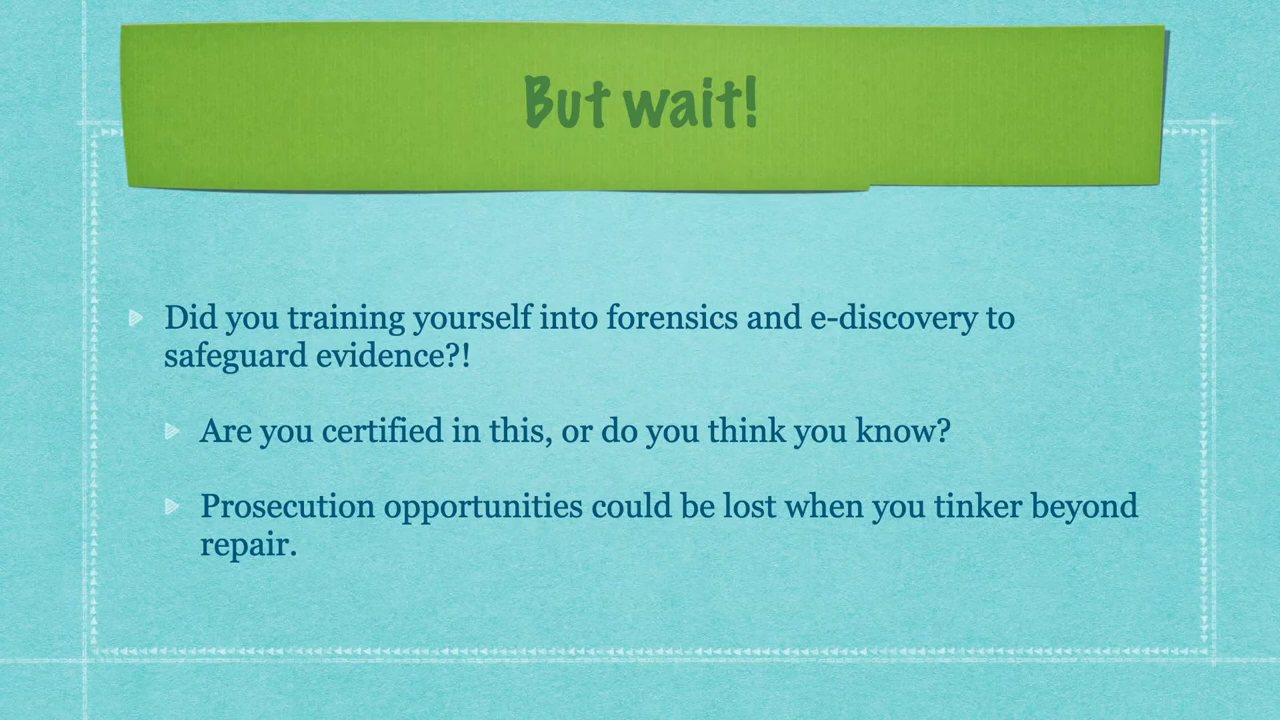 But wait!
Did you training yourself into forensics and e-discovery to
safeguard evidence?!
Are you certified in this, or do you think you know?
Prosecution opportunities could be lost when you tinker beyond
repair.